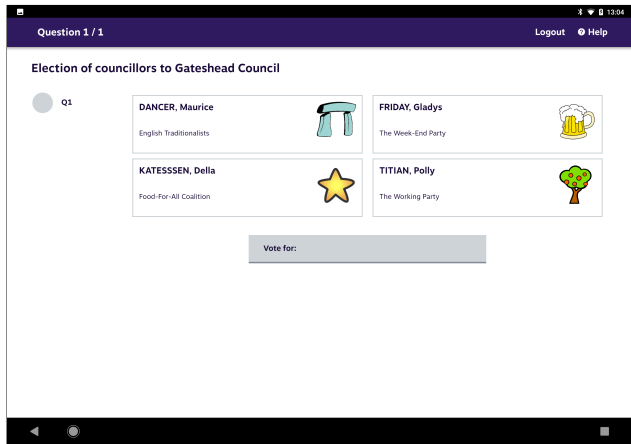 13:04
Question 1 / 1
Logout
? Help
Election of councillors to Gateshead Council
Q1
DANCER, Maurice
English Traditionalists
FRIDAY, Gladys
The Week-End Party
KATESSSEN, Della
Food-For-All Coalition
TITIAN, Polly
The Working Party
Vote for: